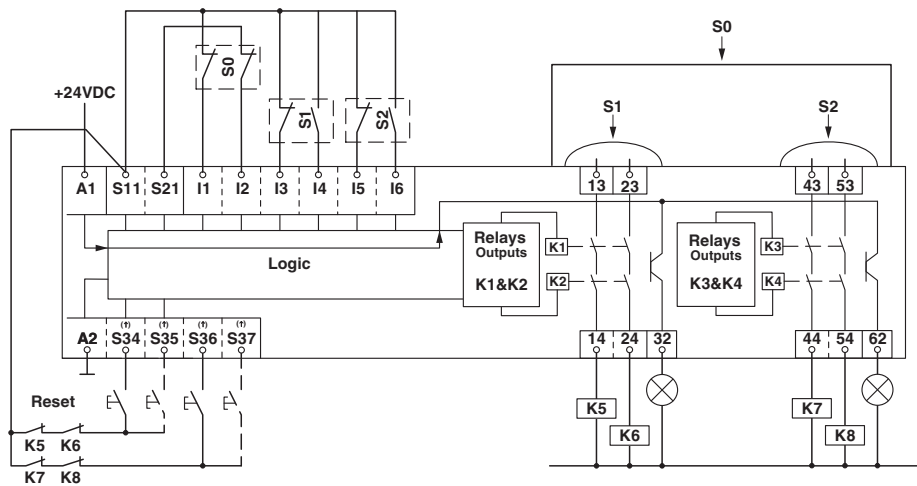 S0
S1 S2
+24VDC
S0
S1
S2
A1 S11 S21 I1 I2 I3 I4 I5 I6 13 23 43 53
Relays
Outputs
K1&K2
K1
K2
Relays
Outputs
K3&K4
K3
K4
Logic
(↑) (↑) (↑) (↑)
A2 S34 S35 S36 S37 14 24 32 44 54 62
Reset
K5 K7
K6 K8
K5 K6
K7 K8